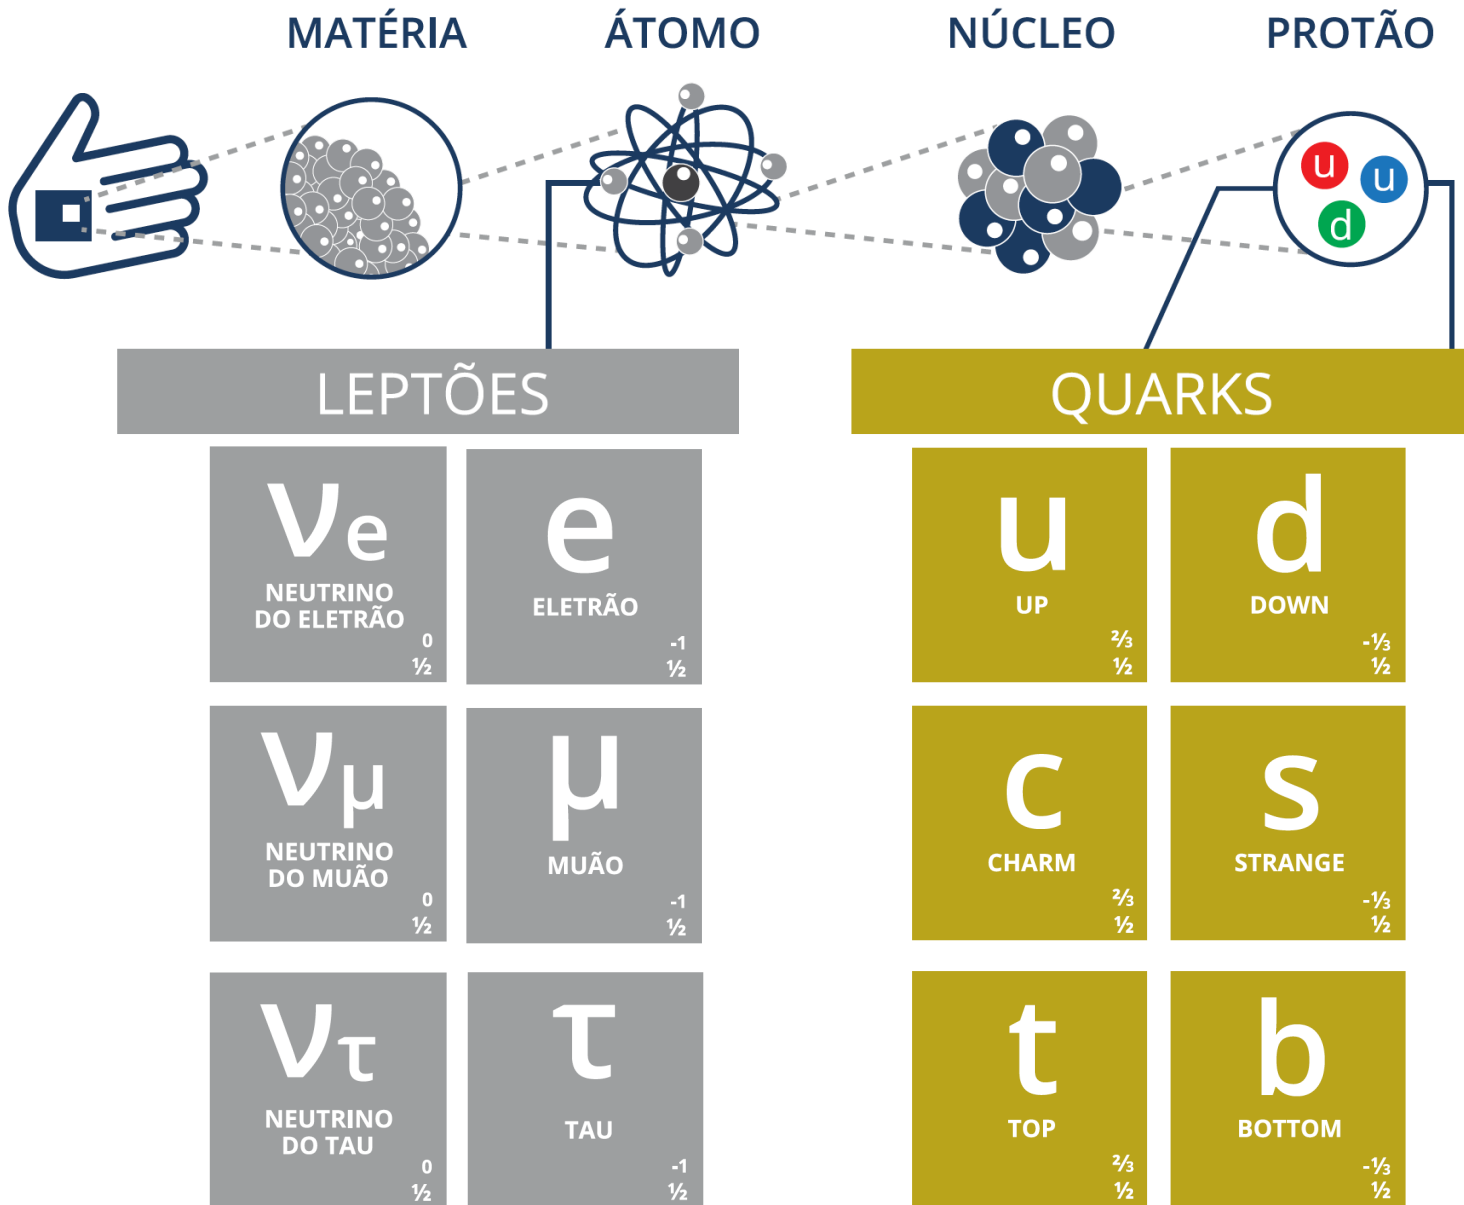 MATÉRIA
ÁTOMO
NÚCLEO
PROTÃO
u
u
d
LEPTÕES
QUARKS
νe
NEUTRINO
DO ELETRÃO
0
½
e
ELETRÃO
-1
½
u
UP
⅔
½
d
DOWN
-⅓
½
νμ
NEUTRINO
DO MUÃO
0
½
μ
MUÃO
-1
½
c
CHARM
⅔
½
s
STRANGE
-⅓
½
ντ
NEUTRINO
DO TAU
0
½
τ
TAU
-1
½
t
TOP
⅔
½
b
BOTTOM
-⅓
½